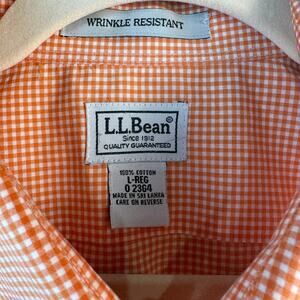 WRINKLE RESISTANT
L.L.Bean®
Since 1912
QUALITY GUARANTEED
100% COTTON
L-REG
0 2364
MADE IN SRI LANKA
CARE ON REVERSE